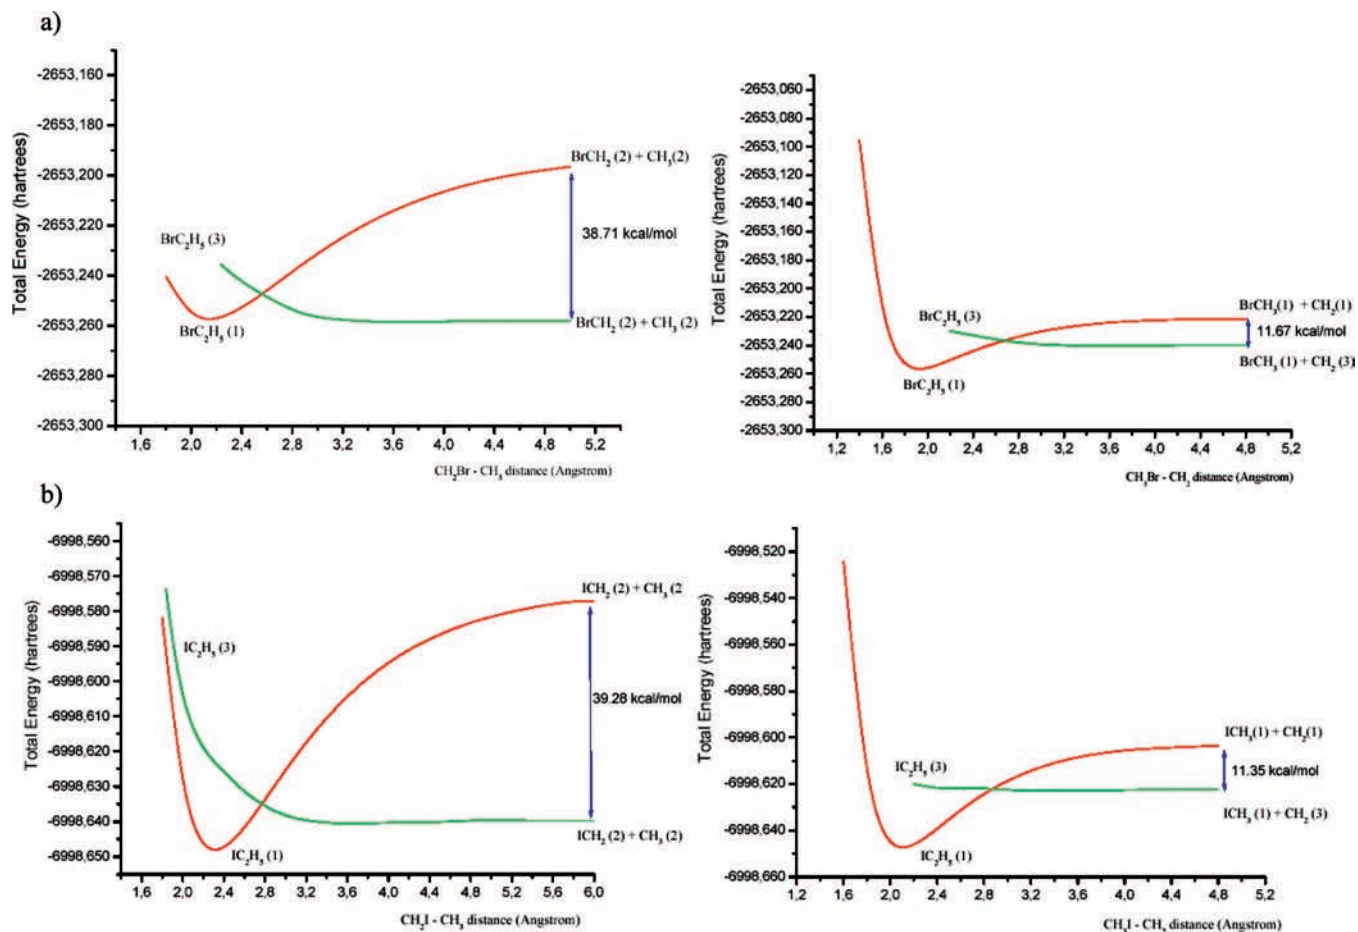 a)
Total Energy (hartrees)
-2653,160
-2653,180
-2653,200
-2653,220
-2653,240
-2653,260
-2653,280
-2653,300
BrCH₂ (2) + CH₃(2)
BrC₂H₅ (3)
38.71 kcal/mol
BrC₂H₅ (1)
BrCH₂ (2) + CH₃ (2)
1,6 2,0 2,4 2,8 3,2 3,6 4,0 4,4 4,8 5,2
CH₂Br - CH₃ distance (Angstrom)
Total Energy (hartrees)
-2653,060
-2653,080
-2653,100
-2653,120
-2653,140
-2653,160
-2653,180
-2653,200
-2653,220
-2653,240
-2653,260
-2653,280
-2653,300
BrCH₃(1) + CH₂(1)
BrC₂H₅ (3)
11.67 kcal/mol
BrCH₃ (1) + CH₂ (3)
BrC₂H₅ (1)
1,2 1,6 2,0 2,4 2,8 3,2 3,6 4,0 4,4 4,8 5,2
CH₃Br - CH₂ distance (Angstrom)
b)
Total Energy (hartrees)
-6998,560
-6998,570
-6998,580
-6998,590
-6998,600
-6998,610
-6998,620
-6998,630
-6998,640
-6998,650
ICH₂ (2) + CH₃ (2
IC₂H₅ (3)
39.28 kcal/mol
ICH₂ (2) + CH₃ (2)
IC₂H₅ (1)
1,6 2,0 2,4 2,8 3,2 3,6 4,0 4,4 4,8 5,2 5,6 6,0
CH₂I - CH₃ distance (Angstrom)
Total Energy (hartrees)
-6998,520
-6998,540
-6998,560
-6998,580
-6998,600
-6998,620
-6998,640
-6998,660
ICH₃(1) + CH₂(1)
IC₂H₅ (3)
11.35 kcal/mol
ICH₃ (1) + CH₂ (3)
IC₂H₅ (1)
1,2 1,6 2,0 2,4 2,8 3,2 3,6 4,0 4,4 4,8 5,2
distance (Angstrom)